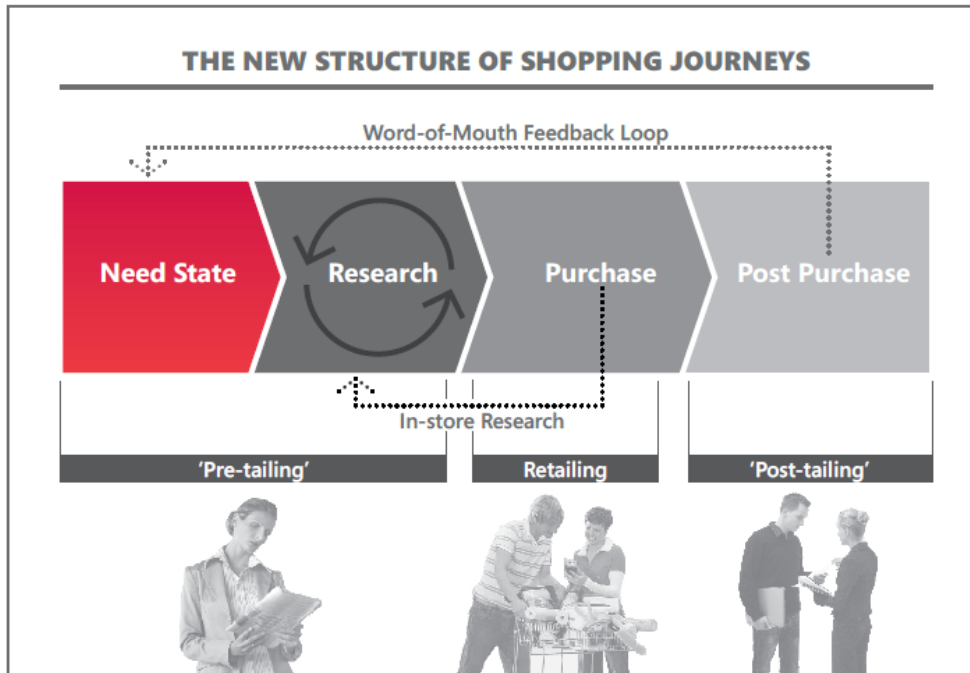 THE NEW STRUCTURE OF SHOPPING JOURNEYS
Word-of-Mouth Feedback Loop
Need State
Research
Purchase
Post Purchase
In-store Research
'Pre-tailing'
Retailing
'Post-tailing'